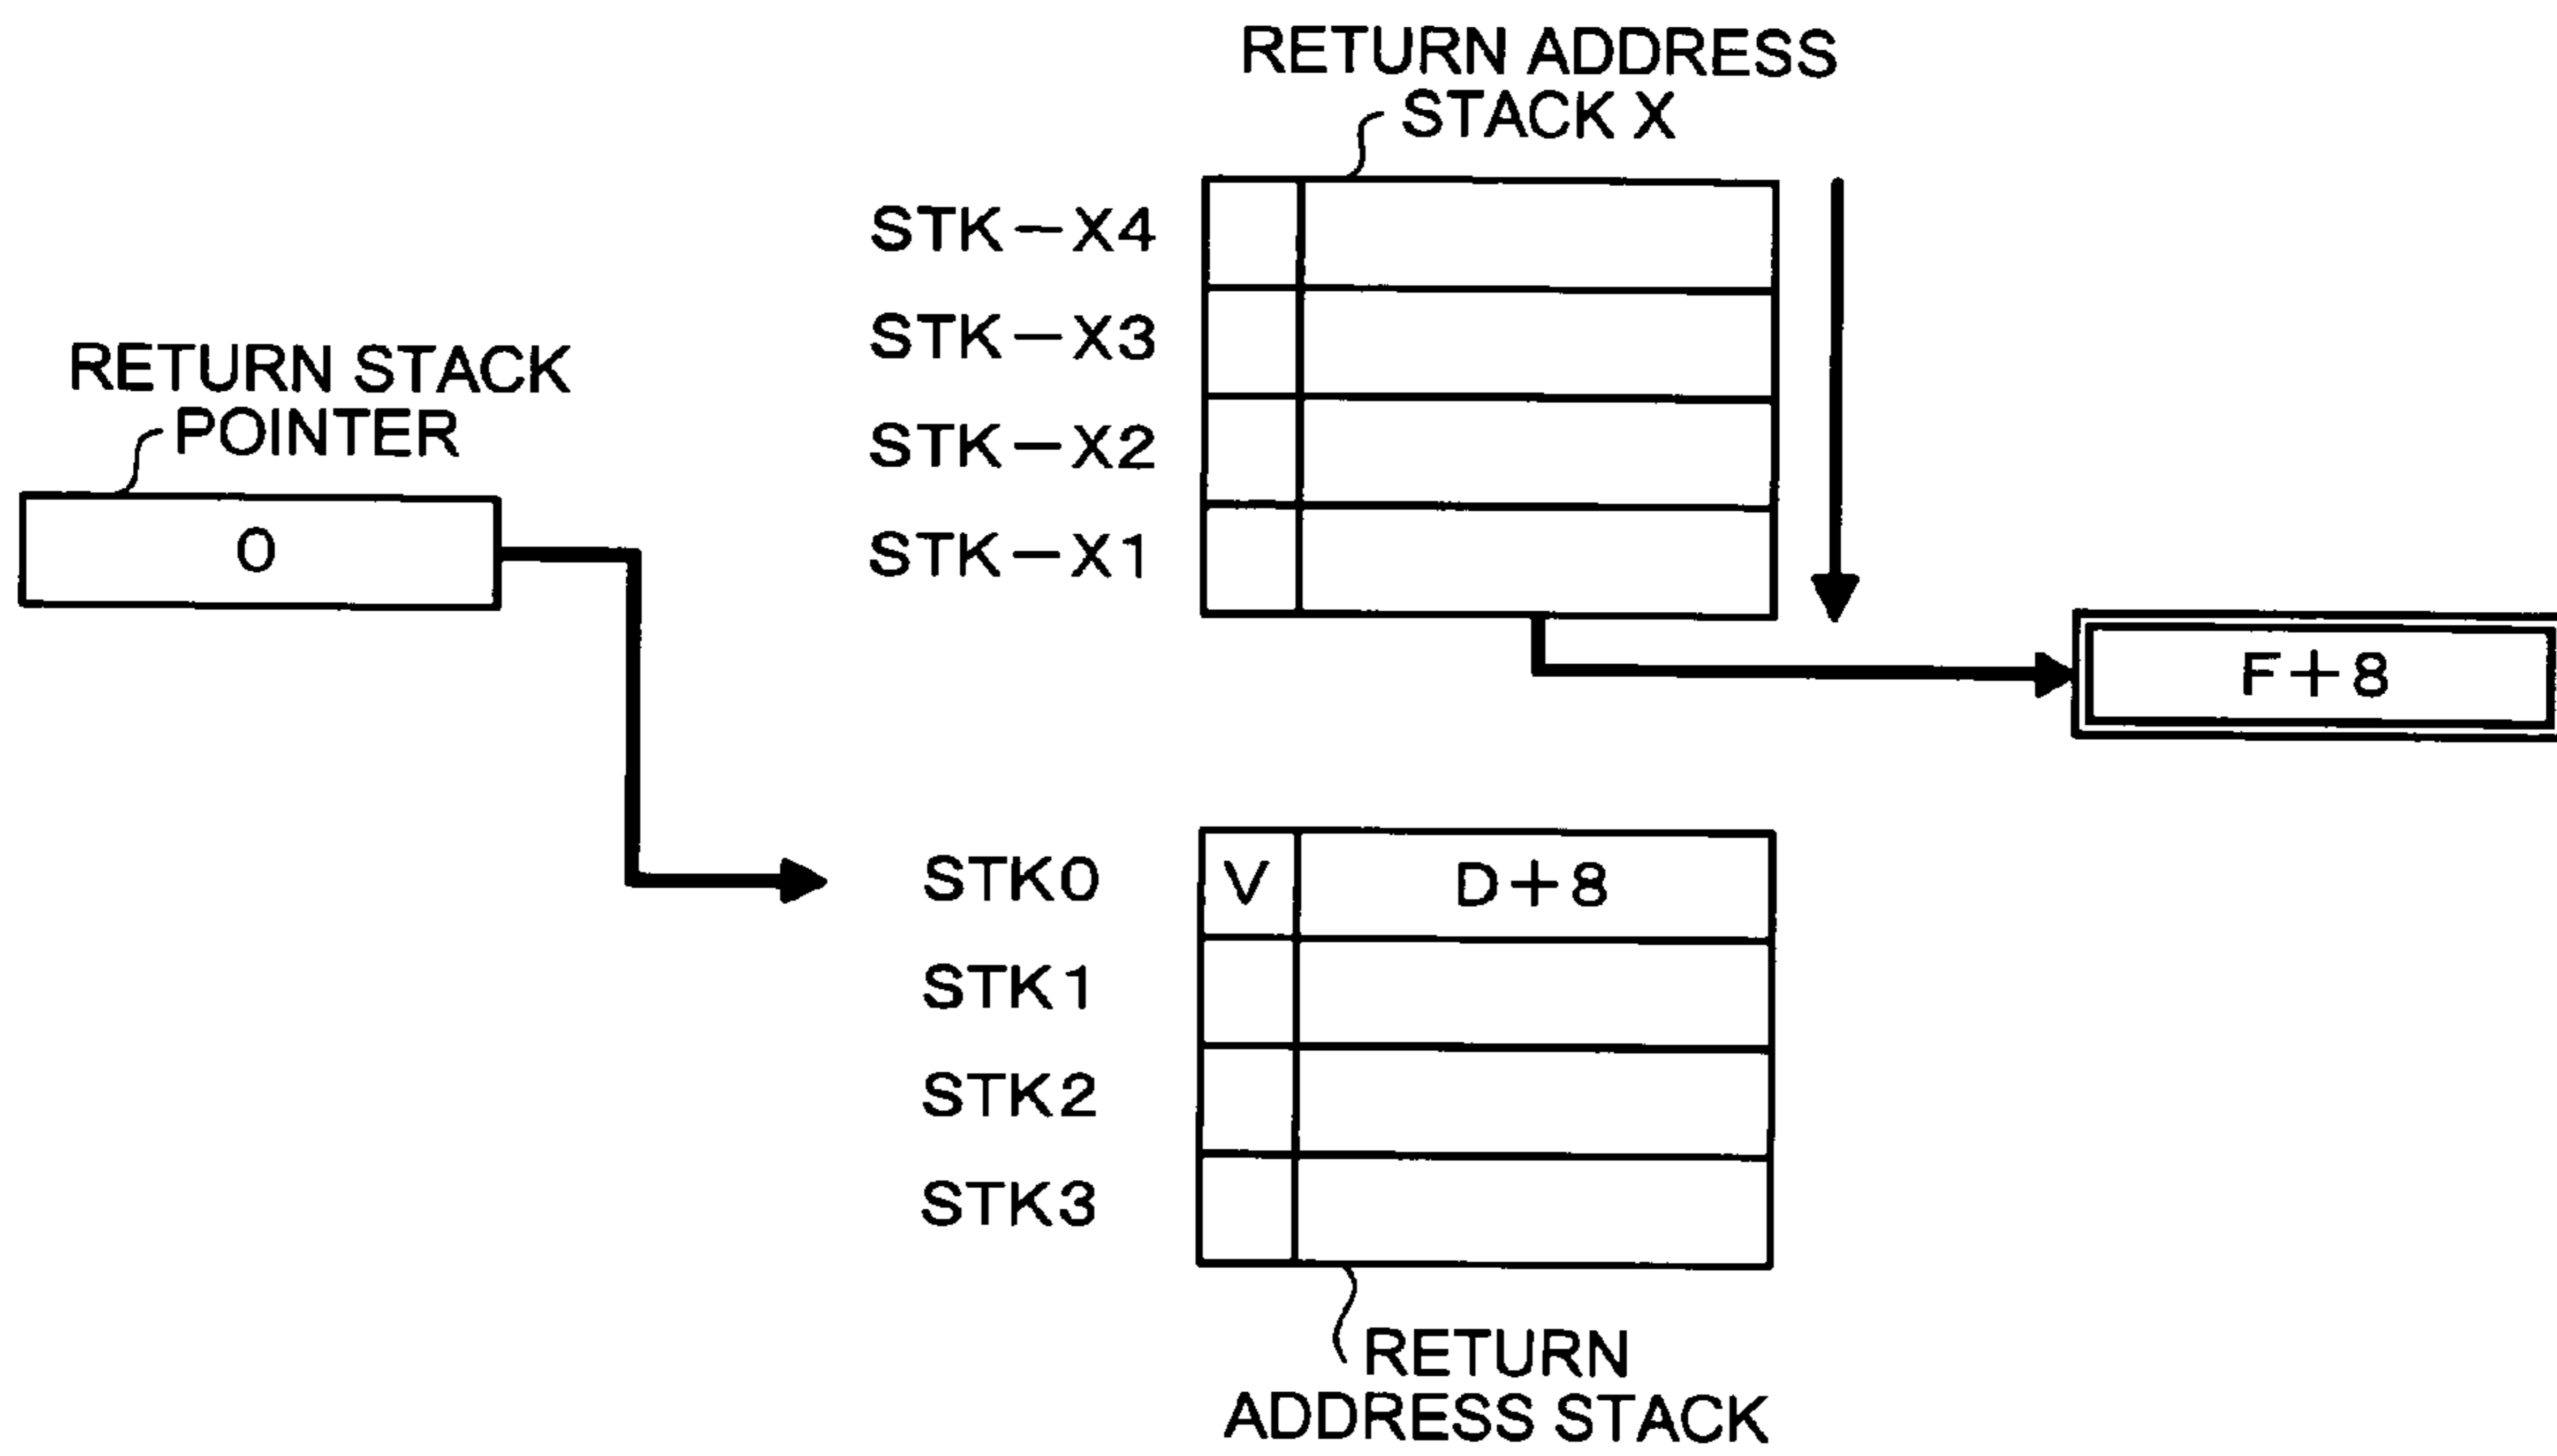 RETURN ADDRESS
STACK X
STK-X4
STK-X3
STK-X2
STK-X1
RETURN STACK
POINTER
0
F+8
STK0 V D+8
STK1
STK2
STK3
RETURN
ADDRESS STACK